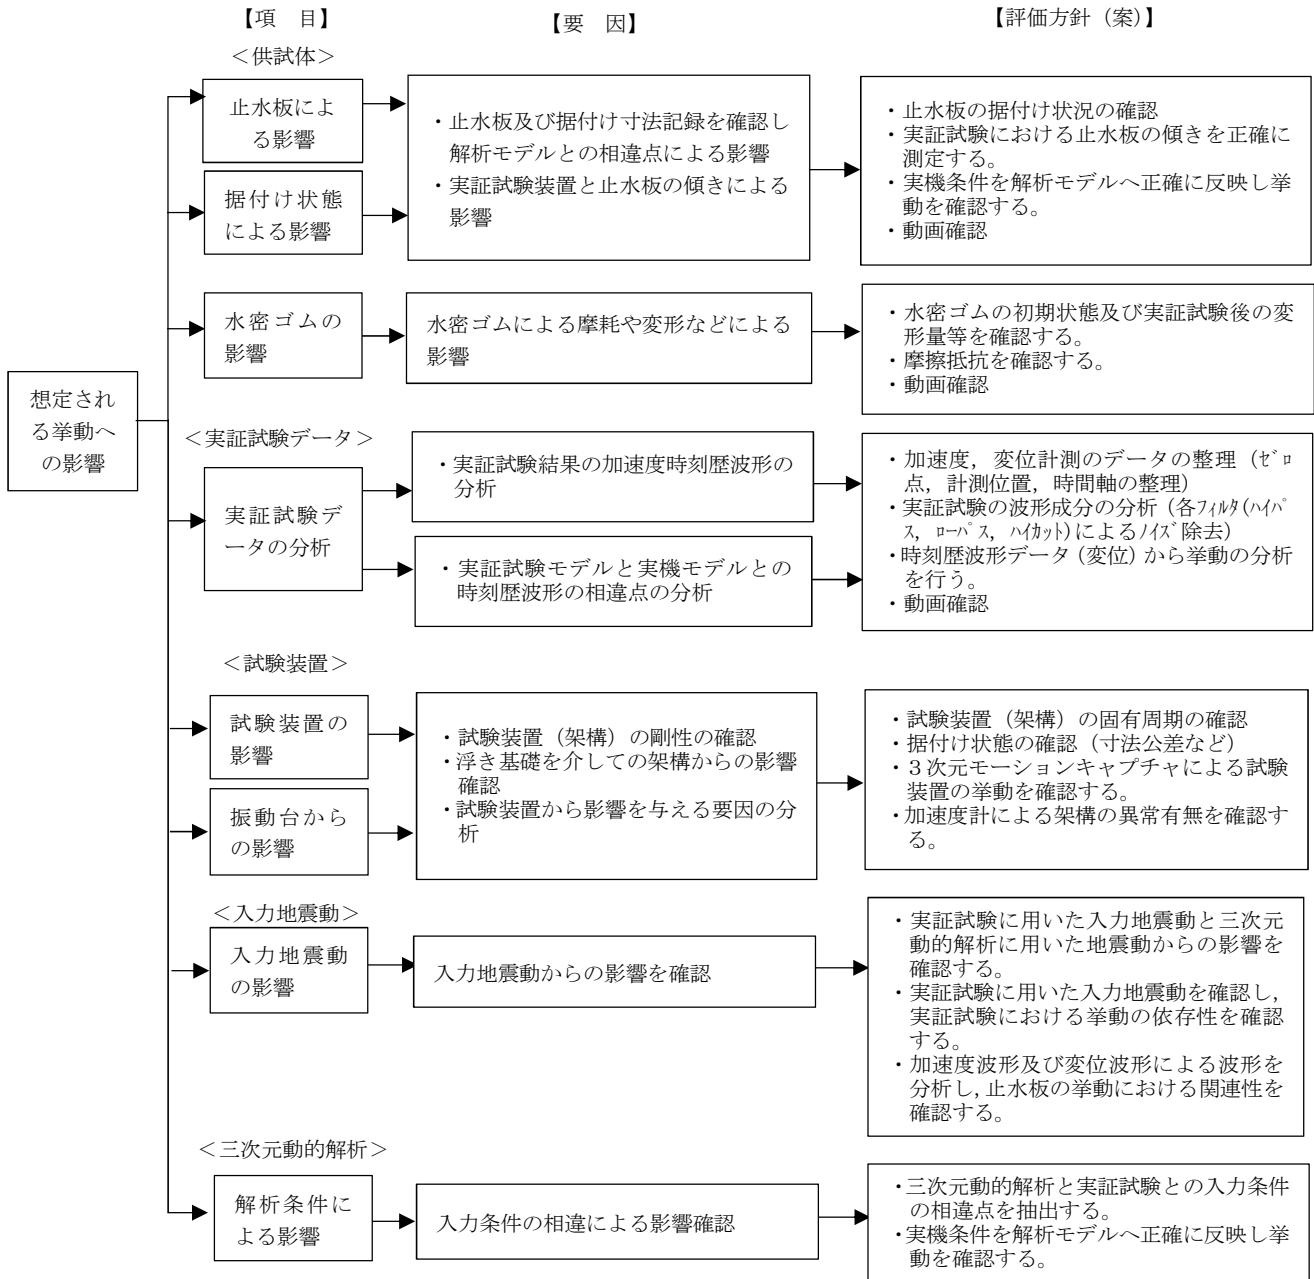 【項　目】
【要　因】
【評価方針（案）】
＜供試体＞
止水板によ
る影響
据付け状態
による影響
・止水板及び据付け寸法記録を確認し
解析モデルとの相違点による影響
・実証試験装置と止水板の傾きによる
影響
・止水板の据付け状況の確認
・実証試験における止水板の傾きを正確に
測定する。
・実機条件を解析モデルへ正確に反映し挙
動を確認する。
・動画確認
水密ゴムの
影響
水密ゴムによる摩耗や変形などによる
影響
・水密ゴムの初期状態及び実証試験後の変
形量等を確認する。
・摩擦抵抗を確認する。
・動画確認
想定され
る挙動へ
の影響
＜実証試験データ＞
実証試験デ
ータの分析
・実証試験結果の加速度時刻歴波形の
分析
・実証試験モデルと実機モデルとの
時刻歴波形の相違点の分析
・加速度，変位計測のデータの整理（ｾﾞﾛ
点，計測位置，時間軸の整理）
・実証試験の波形成分の分析（各ﾌｨﾙﾀ(ﾊｲﾊﾟ
ｽ，ﾛｰﾊﾟｽ，ﾊｲｶｯﾄ)によるﾉｲｽﾞ除去）
・時刻歴波形データ（変位）から挙動の分析
を行う。
・動画確認
＜試験装置＞
試験装置の
影響
振動台から
の影響
・試験装置（架構）の剛性の確認
・浮き基礎を介しての架構からの影響
確認
・試験装置から影響を与える要因の分
析
・試験装置（架構）の固有周期の確認
・据付け状態の確認（寸法公差など）
・３次元モーションキャプチャによる試験
装置の挙動を確認する。
・加速度計による架構の異常有無を確認す
る。
＜入力地震動＞
入力地震動
の影響
入力地震動からの影響を確認
・実証試験に用いた入力地震動と三次元
動的解析に用いた地震動からの影響を
確認する。
・実証試験に用いた入力地震動を確認し，
実証試験における挙動の依存性を確認
する。
・加速度波形及び変位波形による波形を
分析し，止水板の挙動における関連性を
確認する。
＜三次元動的解析＞
解析条件に
よる影響
入力条件の相違による影響確認
・三次元動的解析と実証試験との入力条件
の相違点を抽出する。
・実機条件を解析モデルへ正確に反映し挙
動を確認する。